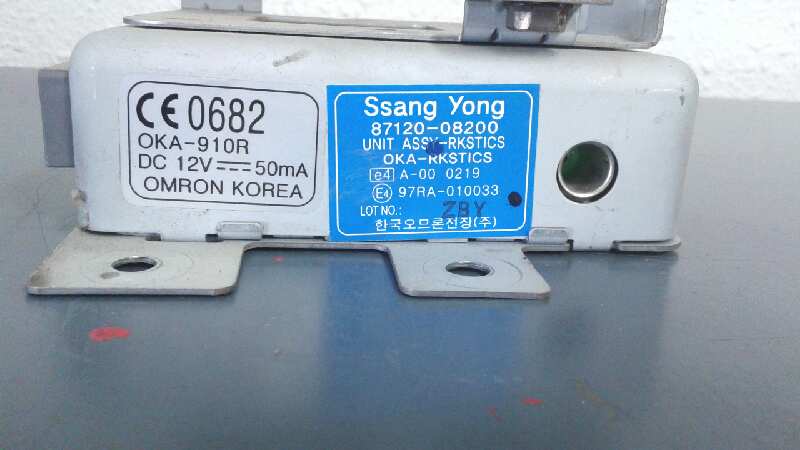 CE 0682
OKA-910R
DC 12V ⎓ 50mA
OMRON KOREA
Ssang Yong
87120-08200
UNIT ASSY-RKSTICS
OKA-RKSTICS
e4 A-00 0219
E4 97RA-010033
LOT NO.: ZBY
한국오므론전장(주)